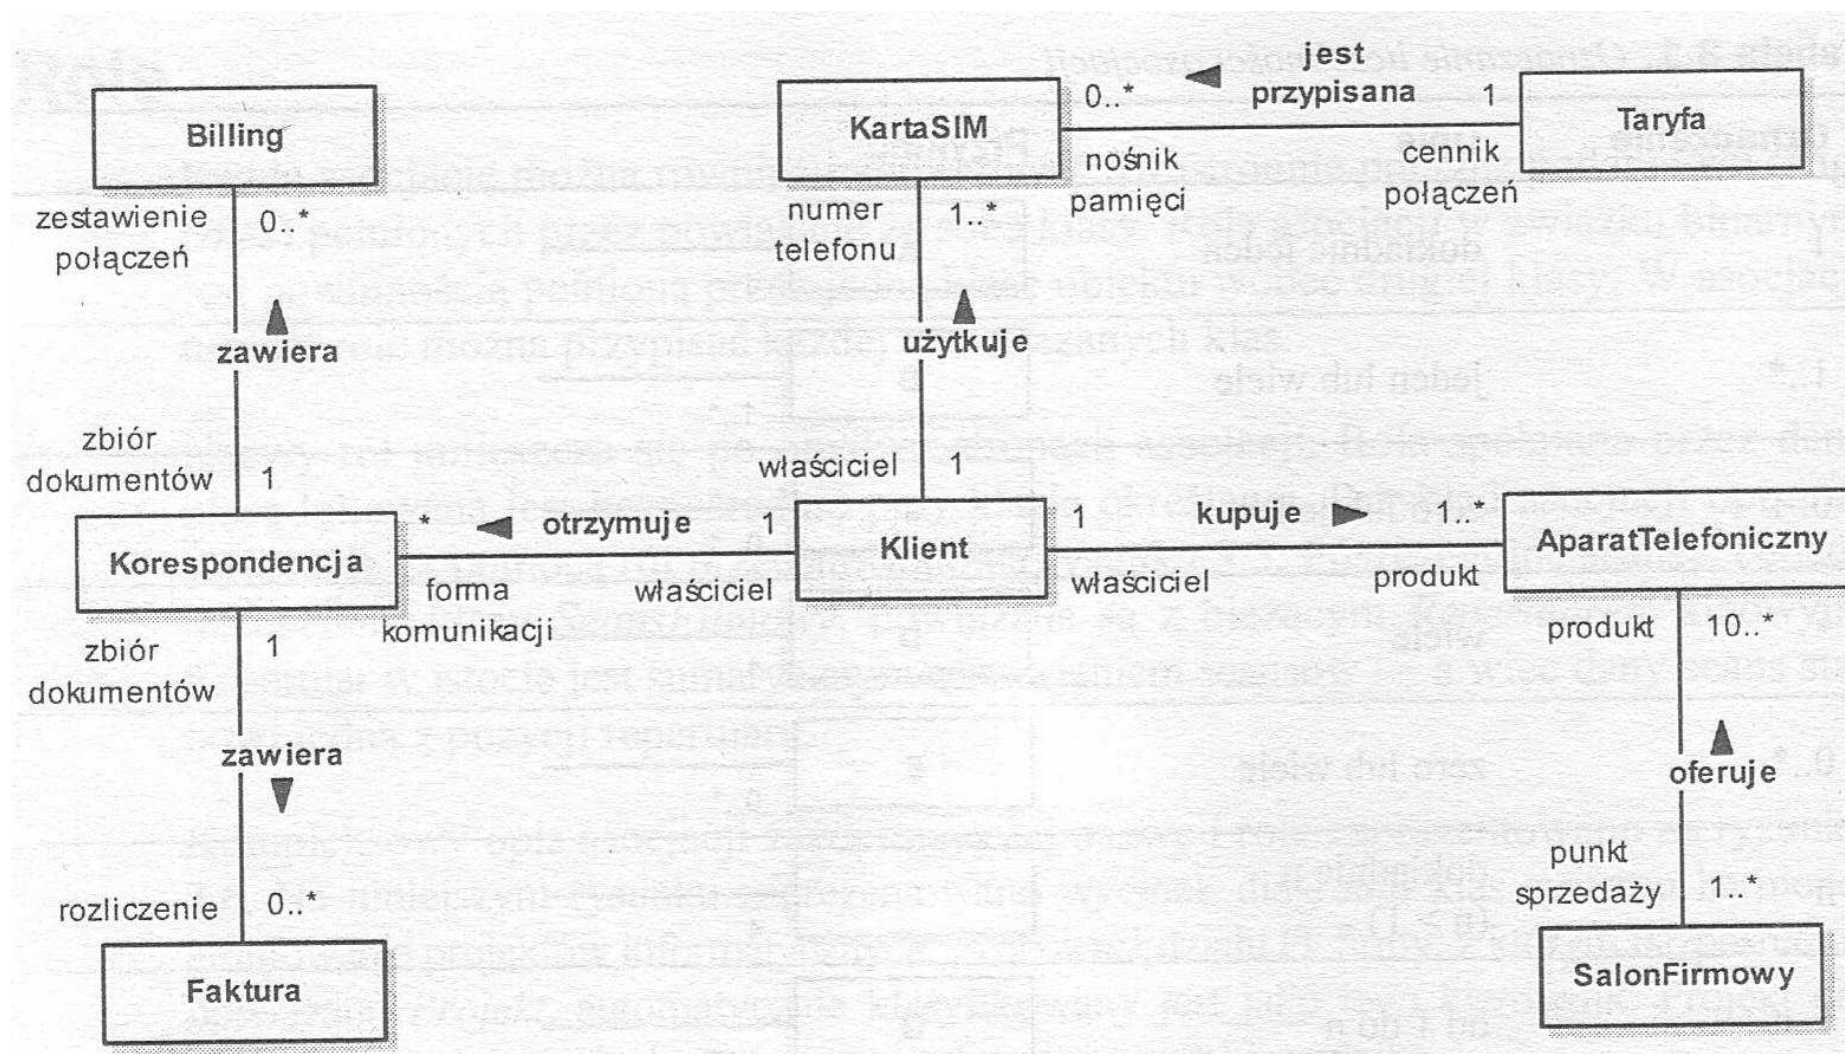 jest
przypisana
0..*
1
KartaSIM
Taryfa
nośnik
pamięci
cennik
połączeń
Billing
zestawienie
połączeń
0..*
numer
telefonu
1..*
zawiera
użytkuje
zbiór
dokumentów
1
właściciel
1
Korespondencja
*
otrzymuje
1
Klient
1
kupuje
1..*
AparatTelefoniczny
forma
komunikacji
właściciel
właściciel
produkt
zbiór
dokumentów
1
produkt
10..*
zawiera
oferuje
rozliczenie
0..*
punkt
sprzedaży
1..*
Faktura
SalonFirmowy